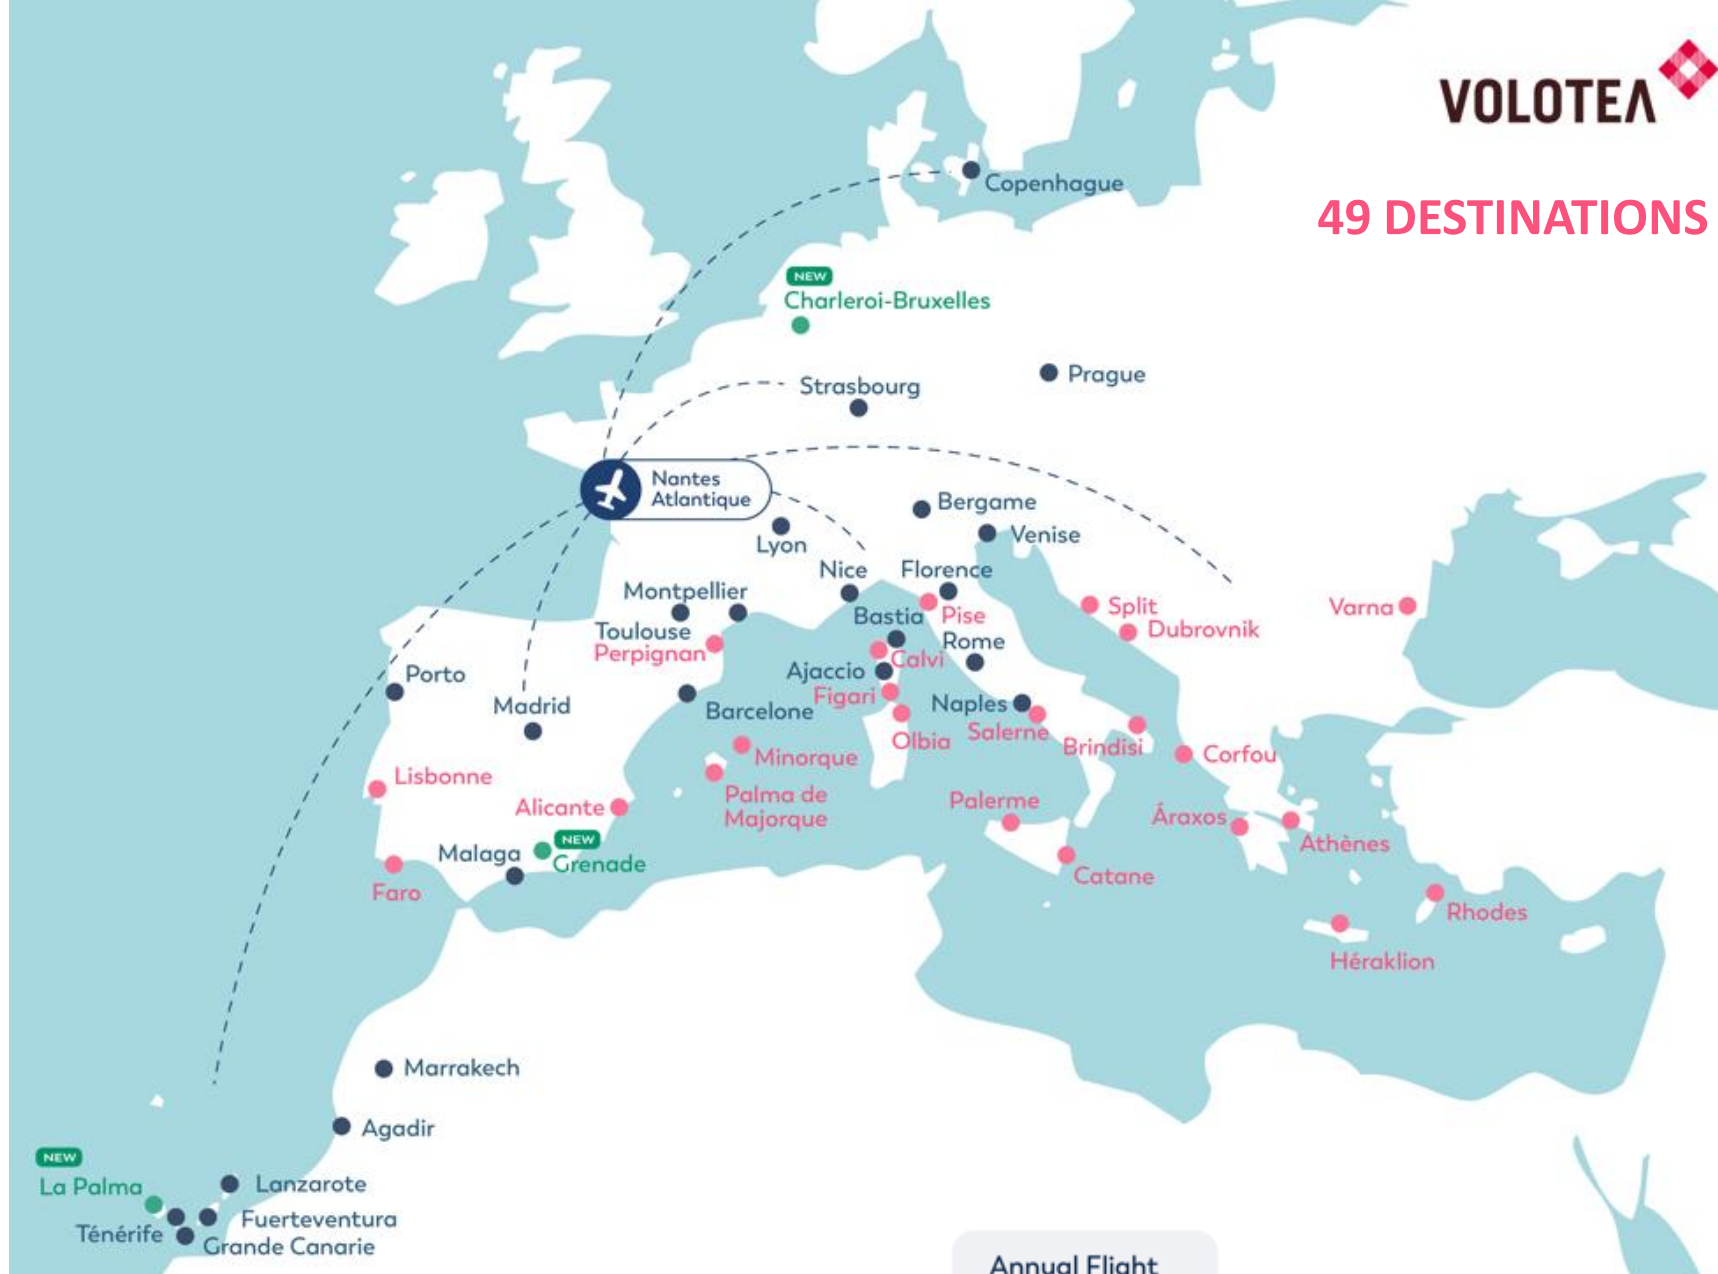 VOLOTEA
49 DESTINATIONS
Copenhague
NEW
Charleroi-Bruxelles
Prague
Strasbourg
Nantes
Atlantique
Bergame
Lyon
Venise
Nice
Florence
Montpellier
Split
Varna
Bastia
Pise
Toulouse
Dubrovnik
Perpignan
Rome
Calvi
Ajaccio
Porto
Figari
Madrid
Naples
Barcelone
Salerne
Olbia
Brindisi
Corfou
Minorque
Lisbonne
Palma de
Majorque
Palerme
Alicante
Áraxos
NEW
Athènes
Malaga
Grenade
Catane
Faro
Rhodes
Héraklion
Marrakech
Agadir
NEW
La Palma
Lanzarote
Fuerteventura
Ténérife
Grande Canarie
Annual Flight